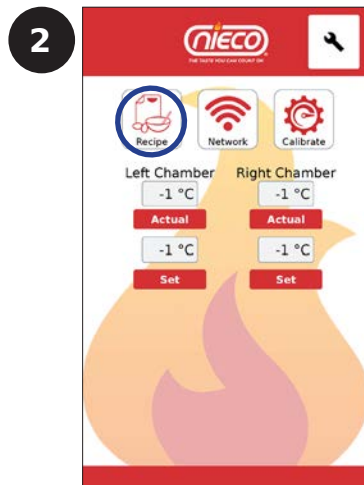 2
NIECO
THE TASTE YOU CAN COUNT ON
Recipe
Network
Calibrate
Left Chamber Right Chamber
-1 °C -1 °C
Actual Actual
-1 °C -1 °C
Set Set